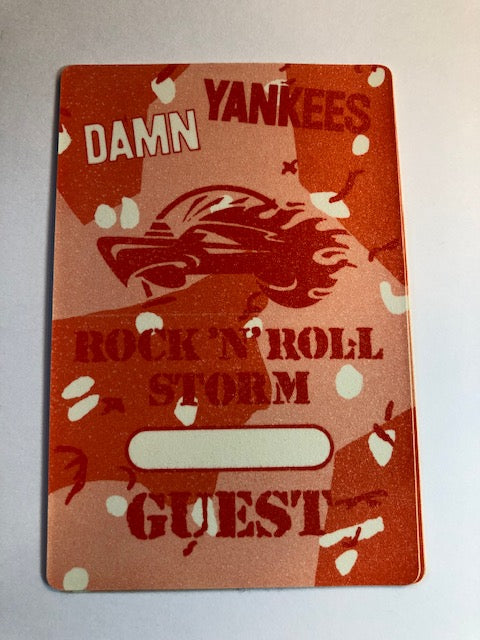 DAMN YANKEES
ROCK 'N' ROLL
STORM
GUEST